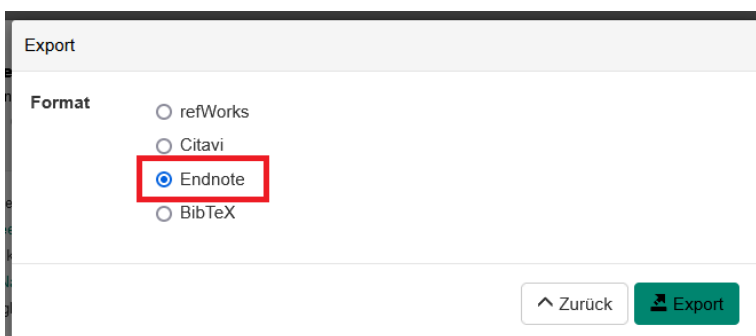 Export
Format
refWorks
Citavi
Endnote
BibTeX
Zurück
Export